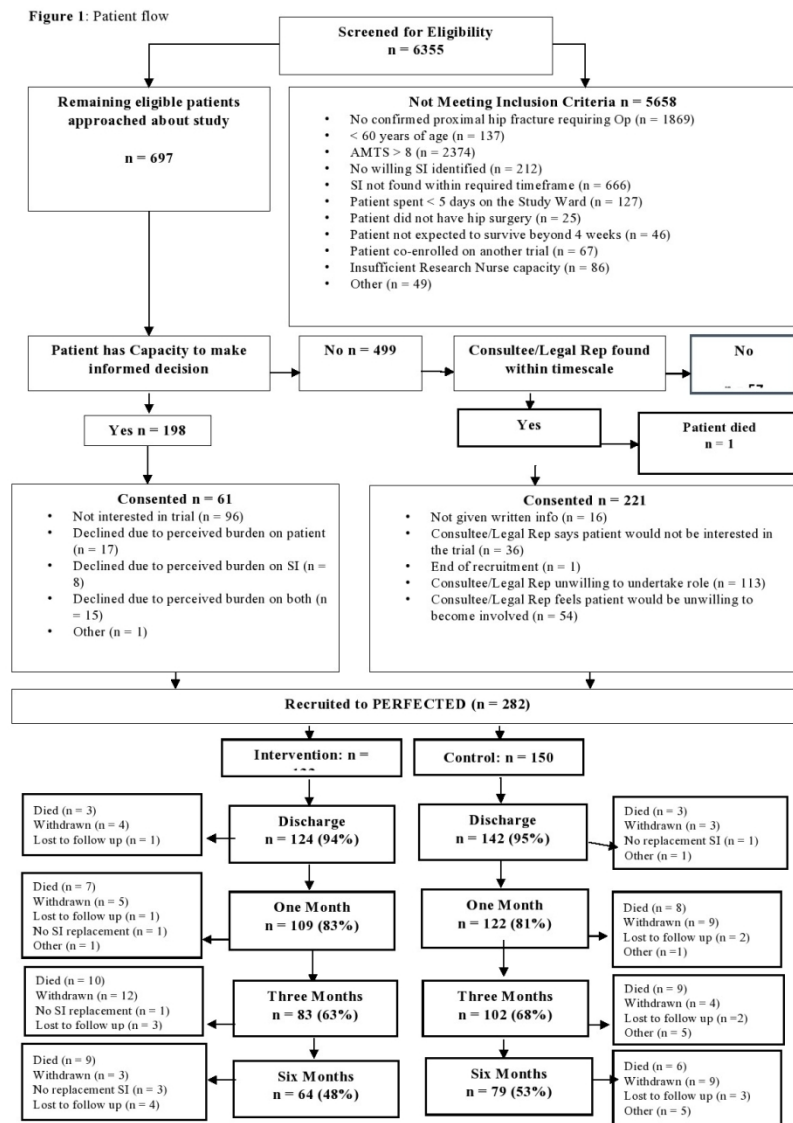 Figure 1: Patient flow
Screened for Eligibility
n = 6355
Remaining eligible patients
approached about study
n = 697
Not Meeting Inclusion Criteria n = 5658
• No confirmed proximal hip fracture requiring Op (n = 1869)
• < 60 years of age (n = 137)
• AMTS > 8 (n = 2374)
• No willing SI identified (n = 212)
• SI not found within required timeframe (n = 666)
• Patient spent < 5 days on the Study Ward (n = 127)
• Patient did not have hip surgery (n = 25)
• Patient not expected to survive beyond 4 weeks (n = 46)
• Patient co-enrolled on another trial (n = 67)
• Insufficient Research Nurse capacity (n = 86)
• Other (n = 49)
Patient has Capacity to make
informed decision
No n = 499
Consultee/Legal Rep found
within timescale
No
Yes n = 198
Yes
Patient died
n = 1
Consented n = 61
• Not interested in trial (n = 96)
• Declined due to perceived burden on patient
(n = 17)
• Declined due to perceived burden on SI (n =
8)
• Declined due to perceived burden on both (n
= 15)
• Other (n = 1)
Consented n = 221
• Not given written info (n = 16)
• Consultee/Legal Rep says patient would not be interested in
the trial (n = 36)
• End of recruitment (n = 1)
• Consultee/Legal Rep unwilling to undertake role (n = 113)
• Consultee/Legal Rep feels patient would be unwilling to
become involved (n = 54)
Recruited to PERFECTED (n = 282)
Intervention: n =
Control: n = 150
Died (n = 3)
Withdrawn (n = 4)
Lost to follow up (n = 1)
Discharge
n = 124 (94%)
Discharge
n = 142 (95%)
Died (n = 3)
Withdrawn (n = 3)
No replacement SI (n = 1)
Other (n = 1)
Died (n = 7)
Withdrawn (n = 5)
Lost to follow up (n = 1)
No SI replacement (n = 1)
Other (n = 1)
One Month
n = 109 (83%)
One Month
n = 122 (81%)
Died (n = 8)
Withdrawn (n = 9)
Lost to follow up (n = 2)
Other (n =1)
Died (n = 10)
Withdrawn (n = 12)
No SI replacement (n = 1)
Lost to follow up (n = 3)
Three Months
n = 83 (63%)
Three Months
n = 102 (68%)
Died (n = 9)
Withdrawn (n = 4)
Lost to follow up (n =2)
Other (n = 5)
Died (n = 9)
Withdrawn (n = 3)
No replacement SI (n = 3)
Lost to follow up (n = 4)
Six Months
n = 64 (48%)
Six Months
n = 79 (53%)
Died (n = 6)
Withdrawn (n = 9)
Lost to follow up (n = 3)
Other (n = 5)